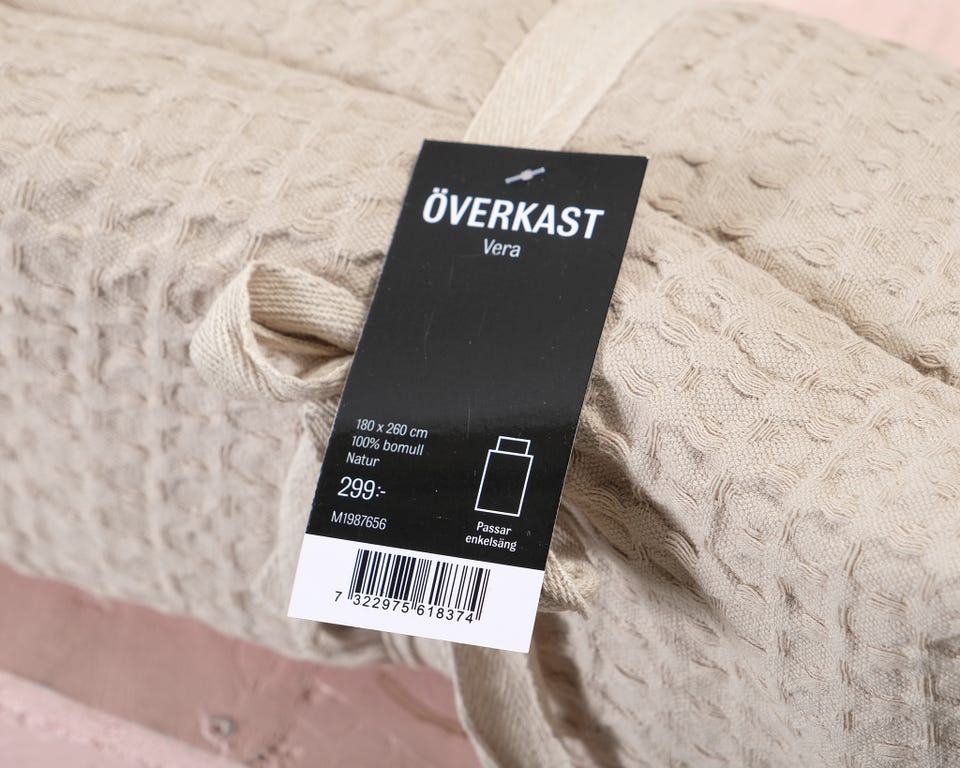 ÖVERKAST
Vera
180 x 260 cm
100% bomull
Natur
299:-
M1987656
Passar
enkelsäng
7 322975 618374